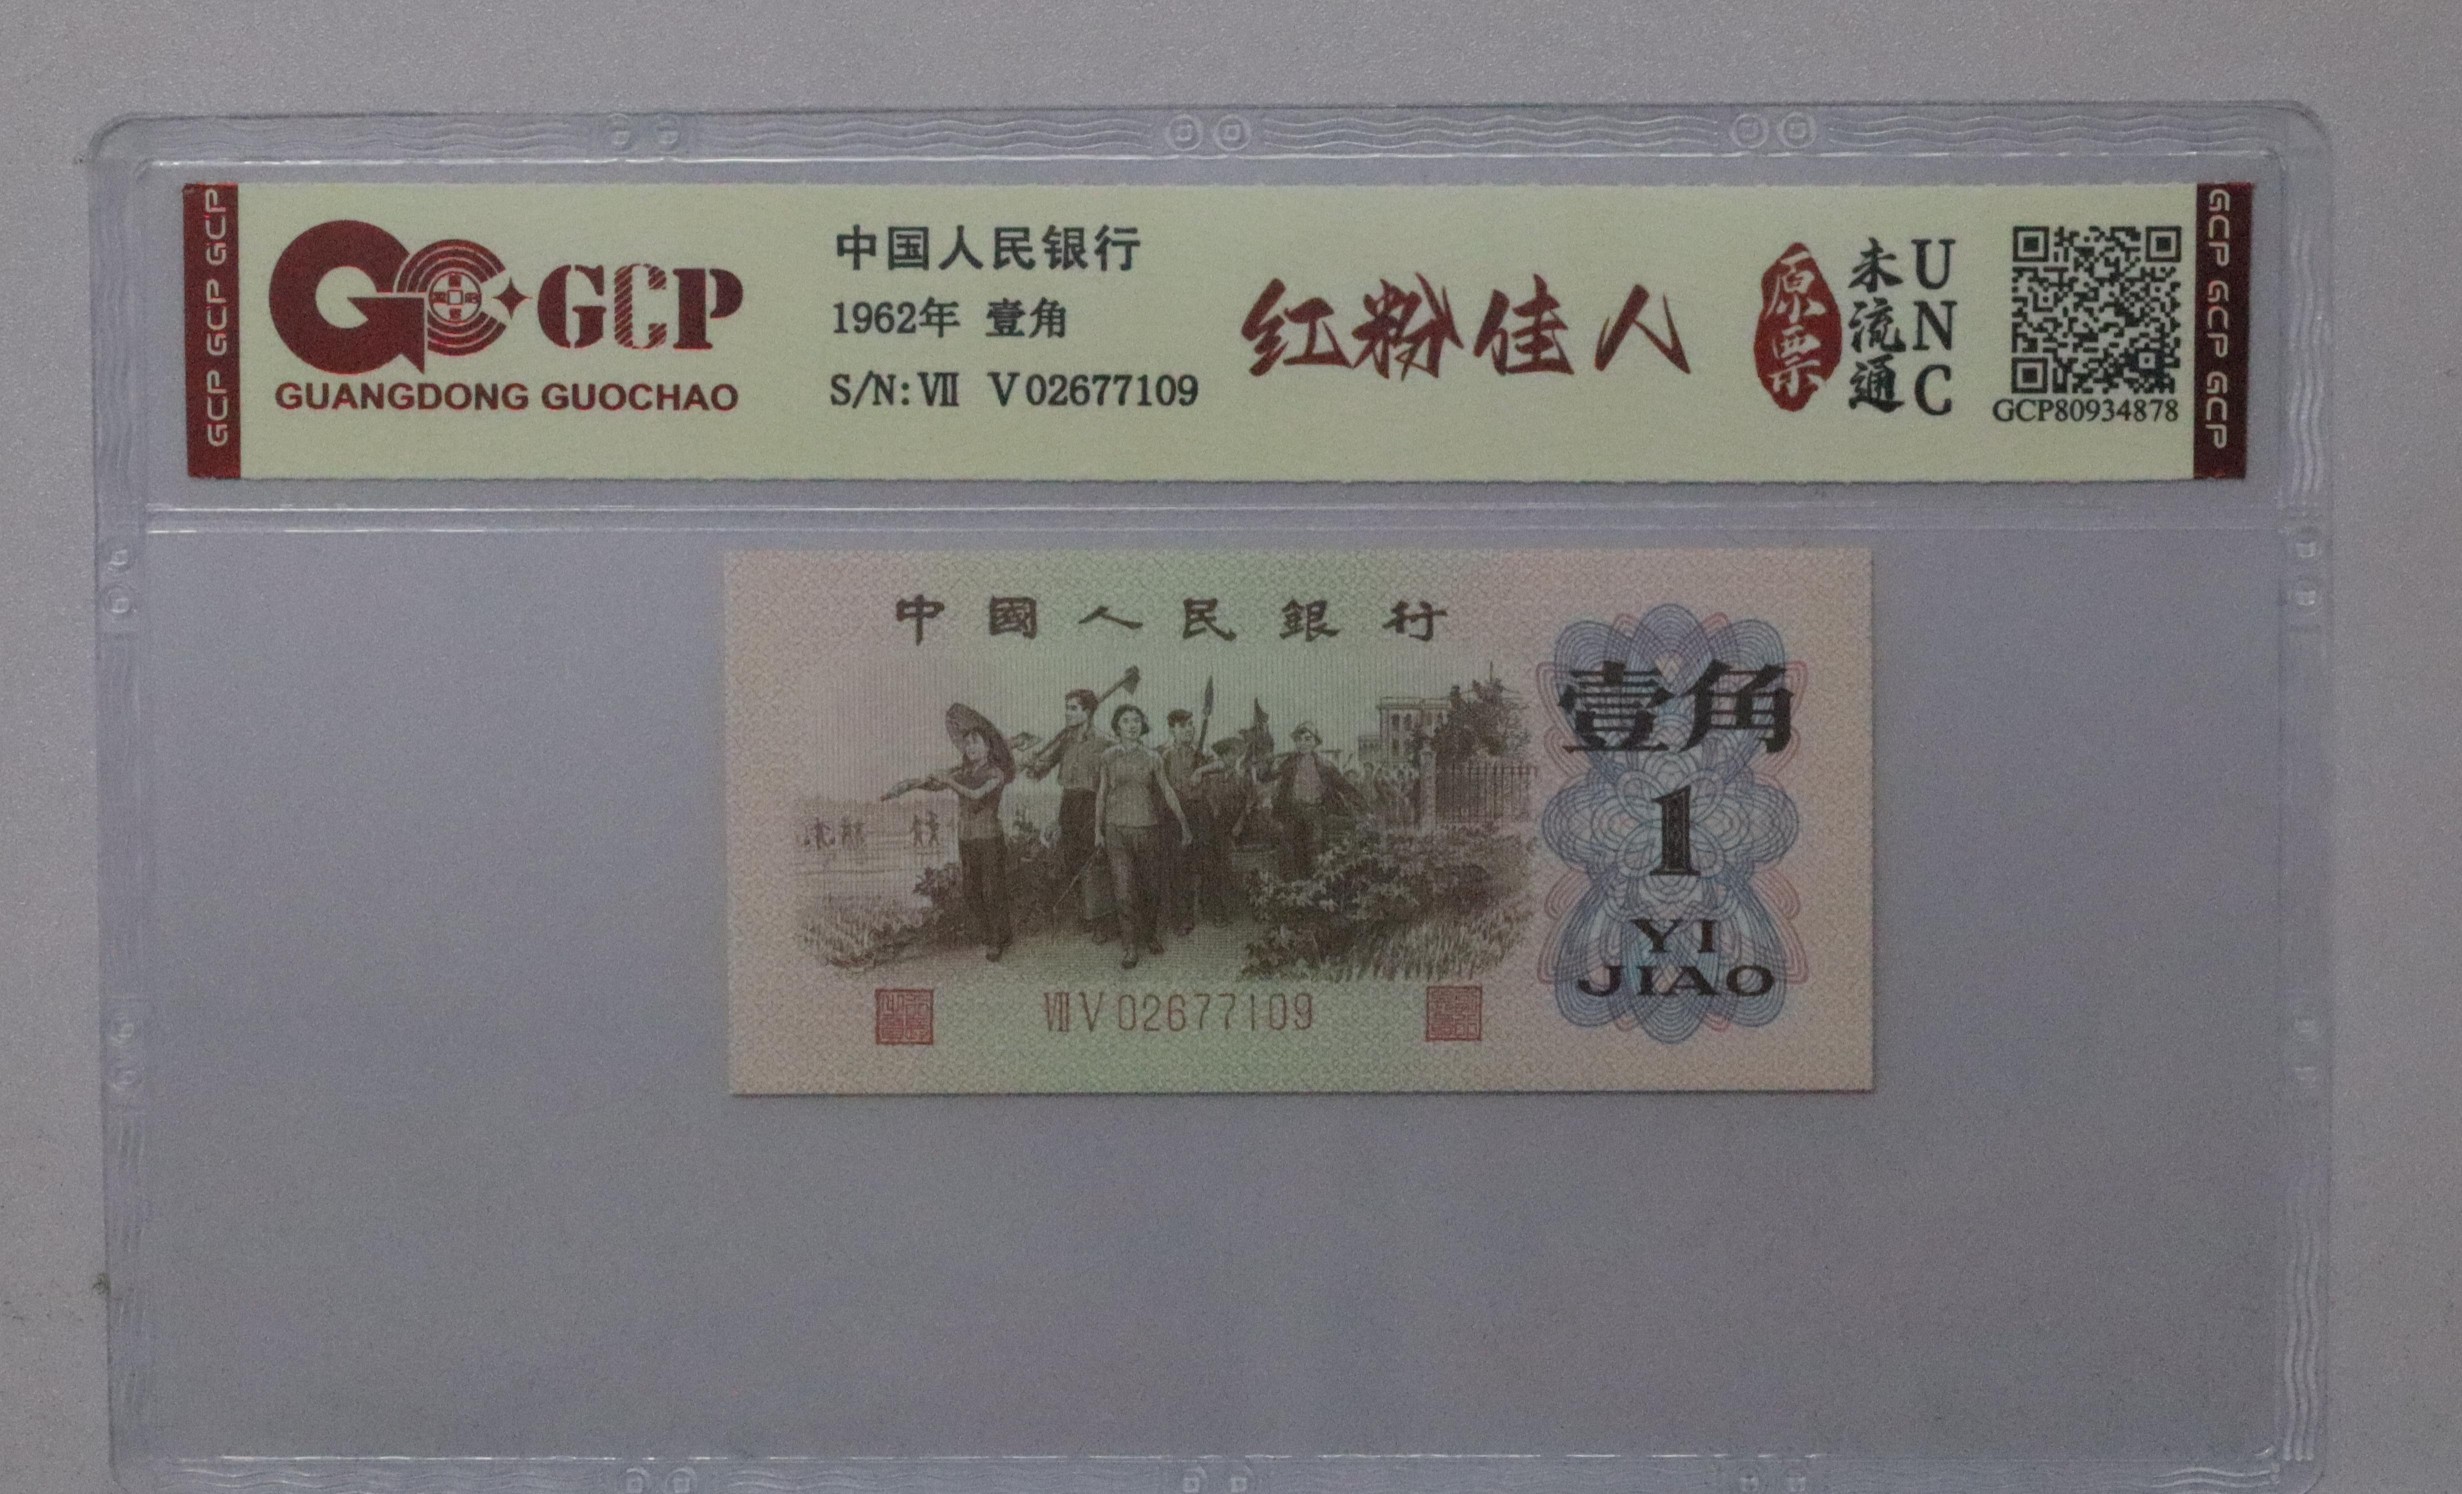 GCP GCP GCP
GCP
GUANGDONG GUOCHAO
中国人民银行
1962年 壹角
S/N: Ⅶ V 02677109
红粉佳人
原票
未流通
UNC
GCP80934878
GCP GCP GCP
中國人民銀行
壹角
1
YI
JIAO
ⅦV02677109